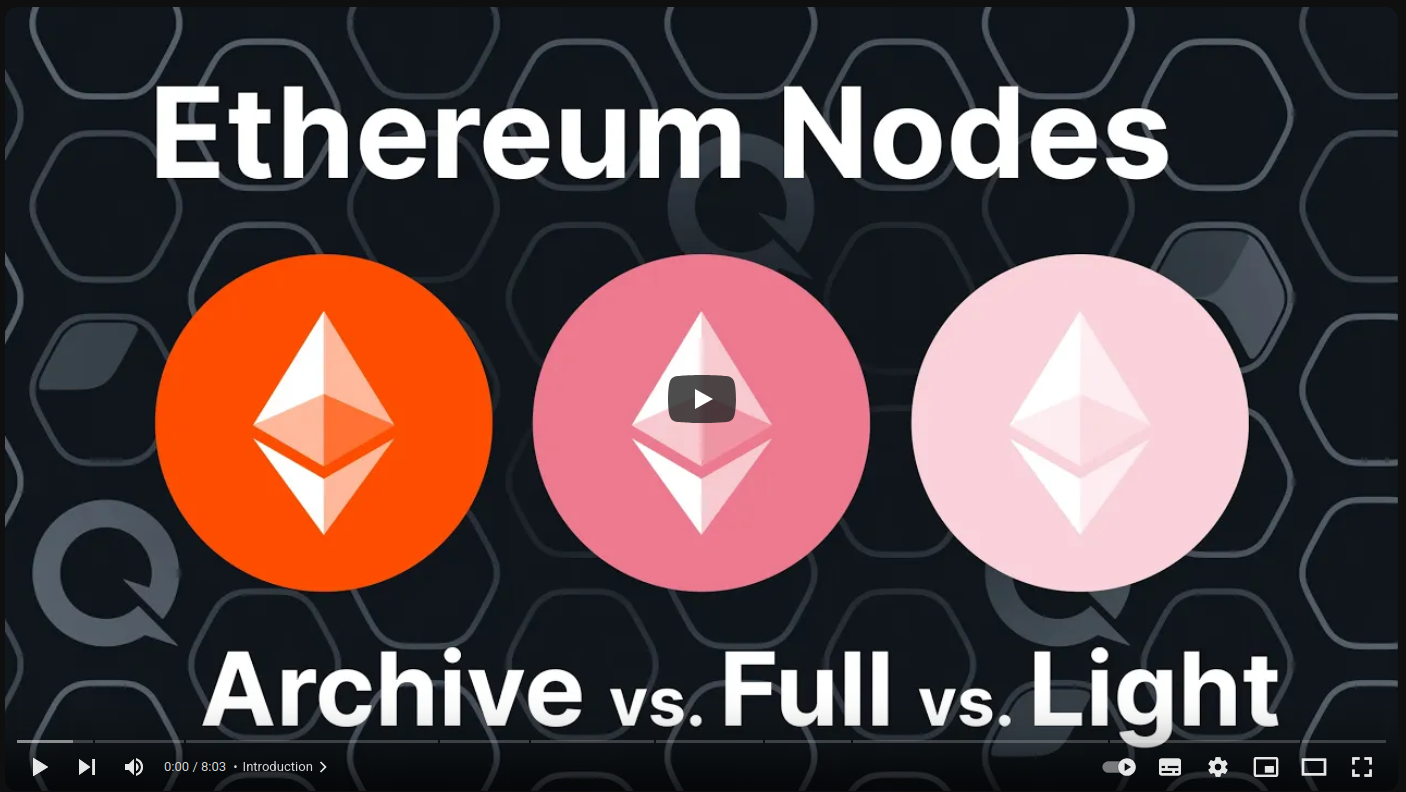 Ethereum Nodes
Archive vs. Full vs. Light
0:00 / 8:03 • Introduction